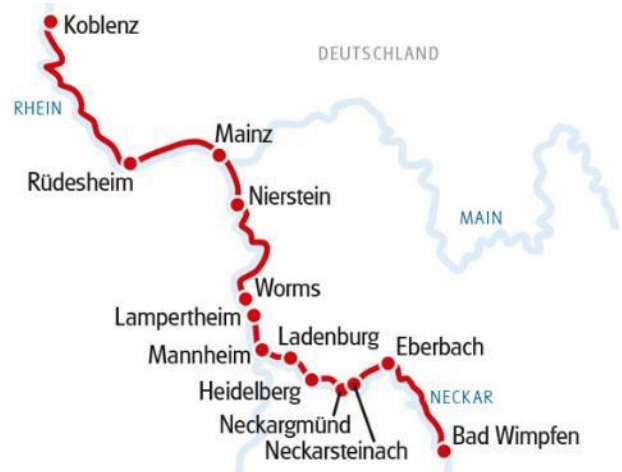 Koblenz
DEUTSCHLAND
RHEIN
Mainz
Rüdesheim
Nierstein
MAIN
Worms
Lampertheim
Ladenburg
Mannheim
Eberbach
Heidelberg
NECKAR
Neckargmünd
Bad Wimpfen
Neckarsteinach